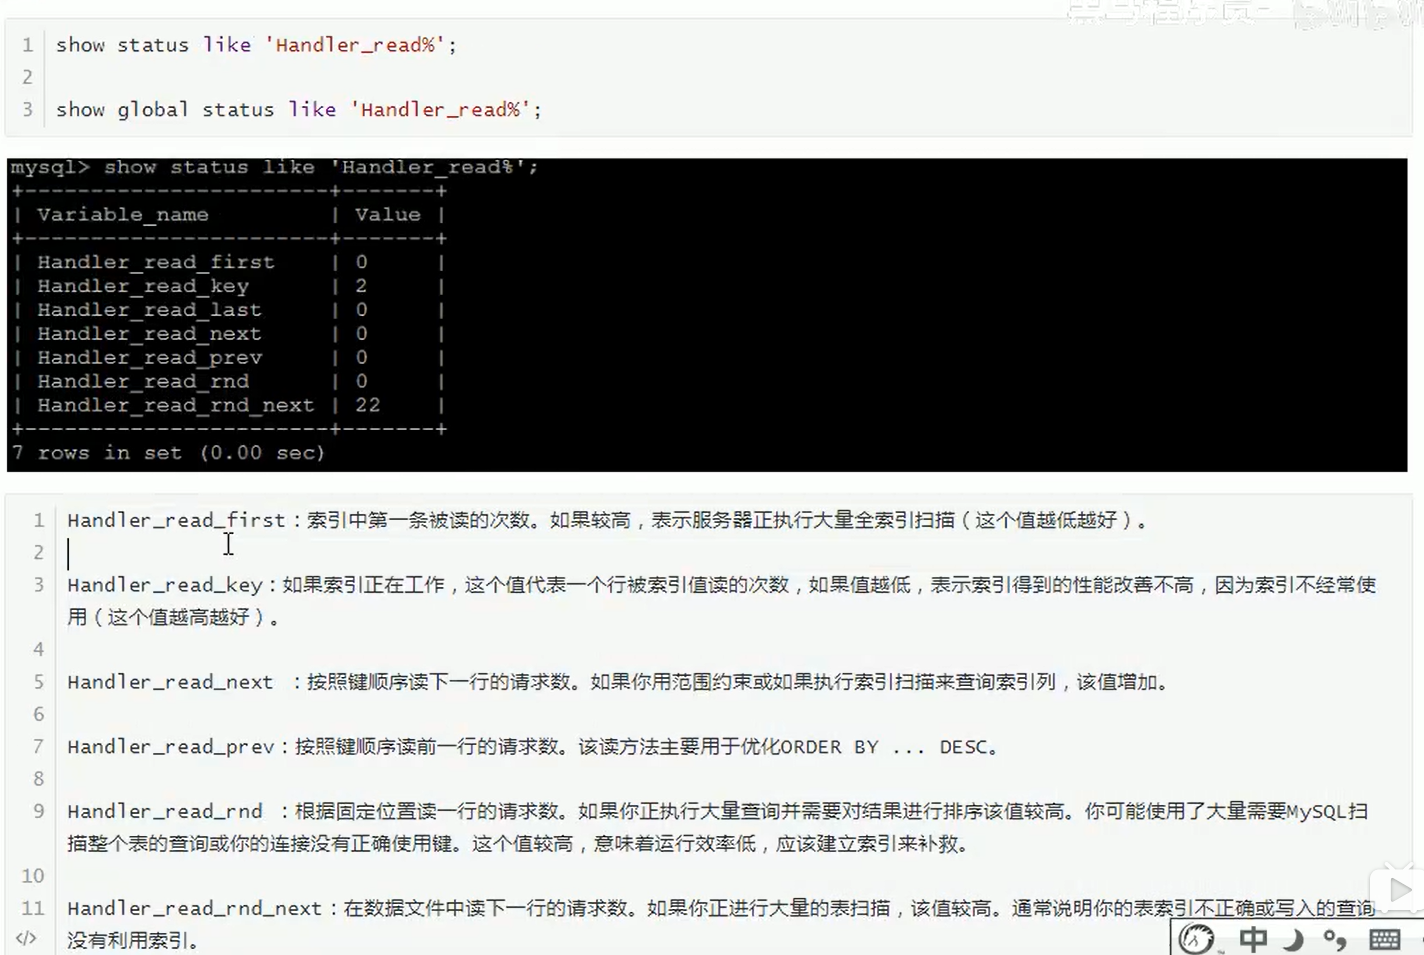 1 show status like 'Handler_read%';
2
3 show global status like 'Handler_read%';
mysql> show status like 'Handler_read%';
+-----------------------+-------+
| Variable_name         | Value |
+-----------------------+-------+
| Handler_read_first    | 0     |
| Handler_read_key      | 2     |
| Handler_read_last     | 0     |
| Handler_read_next     | 0     |
| Handler_read_prev     | 0     |
| Handler_read_rnd      | 0     |
| Handler_read_rnd_next | 22    |
+-----------------------+-------+
7 rows in set (0.00 sec)
1 Handler_read_first：索引中第一条被读的次数。如果较高，表示服务器正执行大量全索引扫描（这个值越低越好）。
2
3 Handler_read_key：如果索引正在工作，这个值代表一个行被索引值读的次数，如果值越低，表示索引得到的性能改善不高，因为索引不经常使
用（这个值越高越好）。
4
5 Handler_read_next ：按照键顺序读下一行的请求数。如果你用范围约束或如果执行索引扫描来查询索引列，该值增加。
6
7 Handler_read_prev：按照键顺序读前一行的请求数。该读方法主要用于优化ORDER BY ... DESC。
8
9 Handler_read_rnd ：根据固定位置读一行的请求数。如果你正执行大量查询并需要对结果进行排序该值较高。你可能使用了大量需要MySQL扫
描整个表的查询或你的连接没有正确使用键。这个值较高，意味着运行效率低，应该建立索引来补救。
10
11 Handler_read_rnd_next：在数据文件中读下一行的请求数。如果你正进行大量的表扫描，该值较高。通常说明你的表索引不正确或写入的查询
</> 没有利用索引。
中